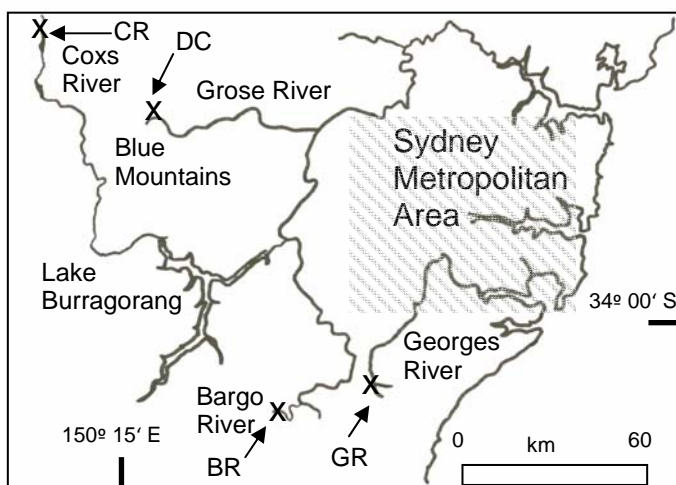 X
CR
Coxs
River
DC
X
Grose River
Blue
Mountains
Sydney
Metropolitan
Area
Lake
Burragorang
34º 00‘ S
Georges
River
X
Bargo
River
X
150º 15‘ E
BR
GR
0
km
60